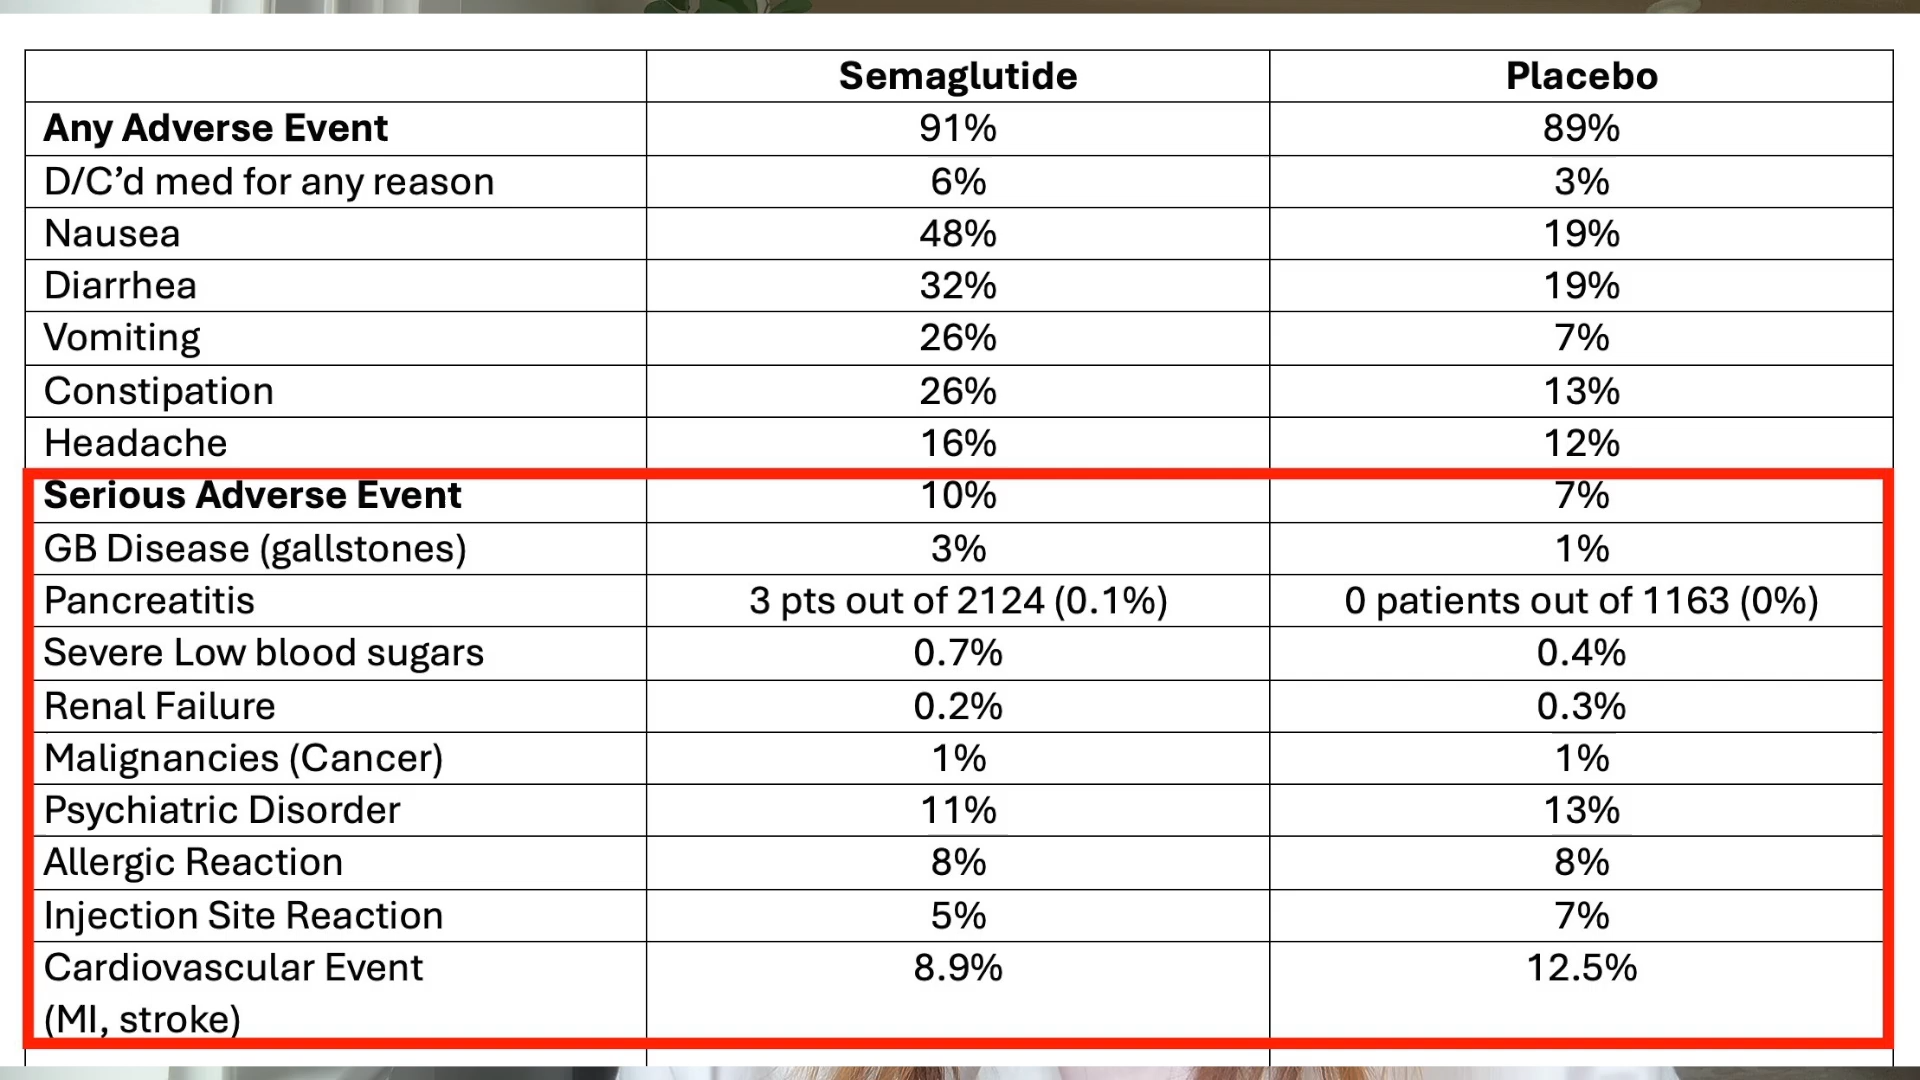 Semaglutide Placebo
Any Adverse Event 91% 89%
D/C’d med for any reason 6% 3%
Nausea 48% 19%
Diarrhea 32% 19%
Vomiting 26% 7%
Constipation 26% 13%
Headache 16% 12%
Serious Adverse Event 10% 7%
GB Disease (gallstones) 3% 1%
Pancreatitis 3 pts out of 2124 (0.1%) 0 patients out of 1163 (0%)
Severe Low blood sugars 0.7% 0.4%
Renal Failure 0.2% 0.3%
Malignancies (Cancer) 1% 1%
Psychiatric Disorder 11% 13%
Allergic Reaction 8% 8%
Injection Site Reaction 5% 7%
Cardiovascular Event 8.9% 12.5%
(MI, stroke)